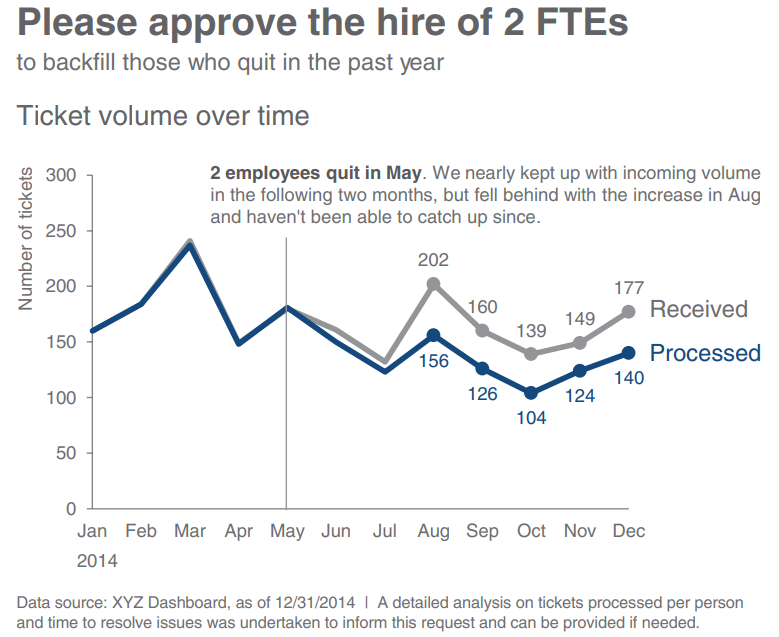 Please approve the hire of 2 FTEs
to backfill those who quit in the past year
Ticket volume over time
2 employees quit in May. We nearly kept up with incoming volume
in the following two months, but fell behind with the increase in Aug
and haven't been able to catch up since.
Number of tickets
300
250
200
150
100
50
0
202
160
139
149
177
Received
156
126
104
124
140
Processed
Jan Feb Mar Apr May Jun Jul Aug Sep Oct Nov Dec
2014
Data source: XYZ Dashboard, as of 12/31/2014 | A detailed analysis on tickets processed per person
and time to resolve issues was undertaken to inform this request and can be provided if needed.